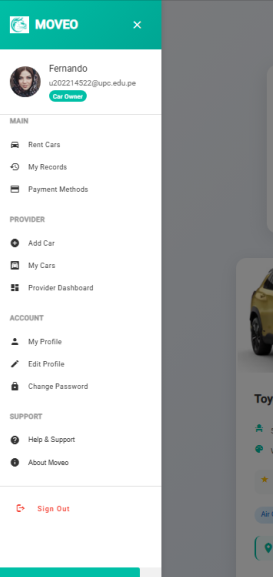 MOVEO
Fernando
u202214522@upc.edu.pe
Car Owner
MAIN
Rent Cars
My Records
Payment Methods
PROVIDER
Add Car
My Cars
Provider Dashboard
ACCOUNT
My Profile
Edit Profile
Change Password
SUPPORT
Help & Support
About Moveo
Sign Out
Toy